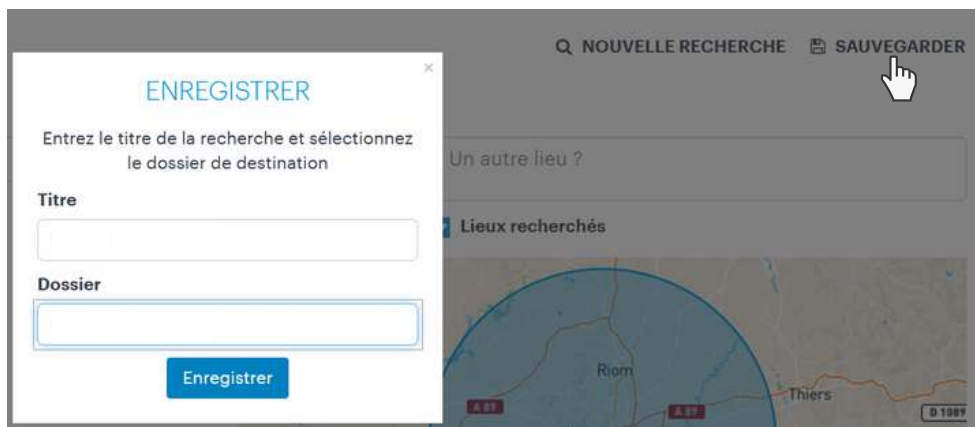 NOUVELLE RECHERCHE SAUVEGARDER
×
ENREGISTRER
Entrez le titre de la recherche et sélectionnez
le dossier de destination
Titre
Dossier
Enregistrer
Un autre lieu ?
Lieux recherchés
Riom
Thiers
A 89
A 89
D 1089